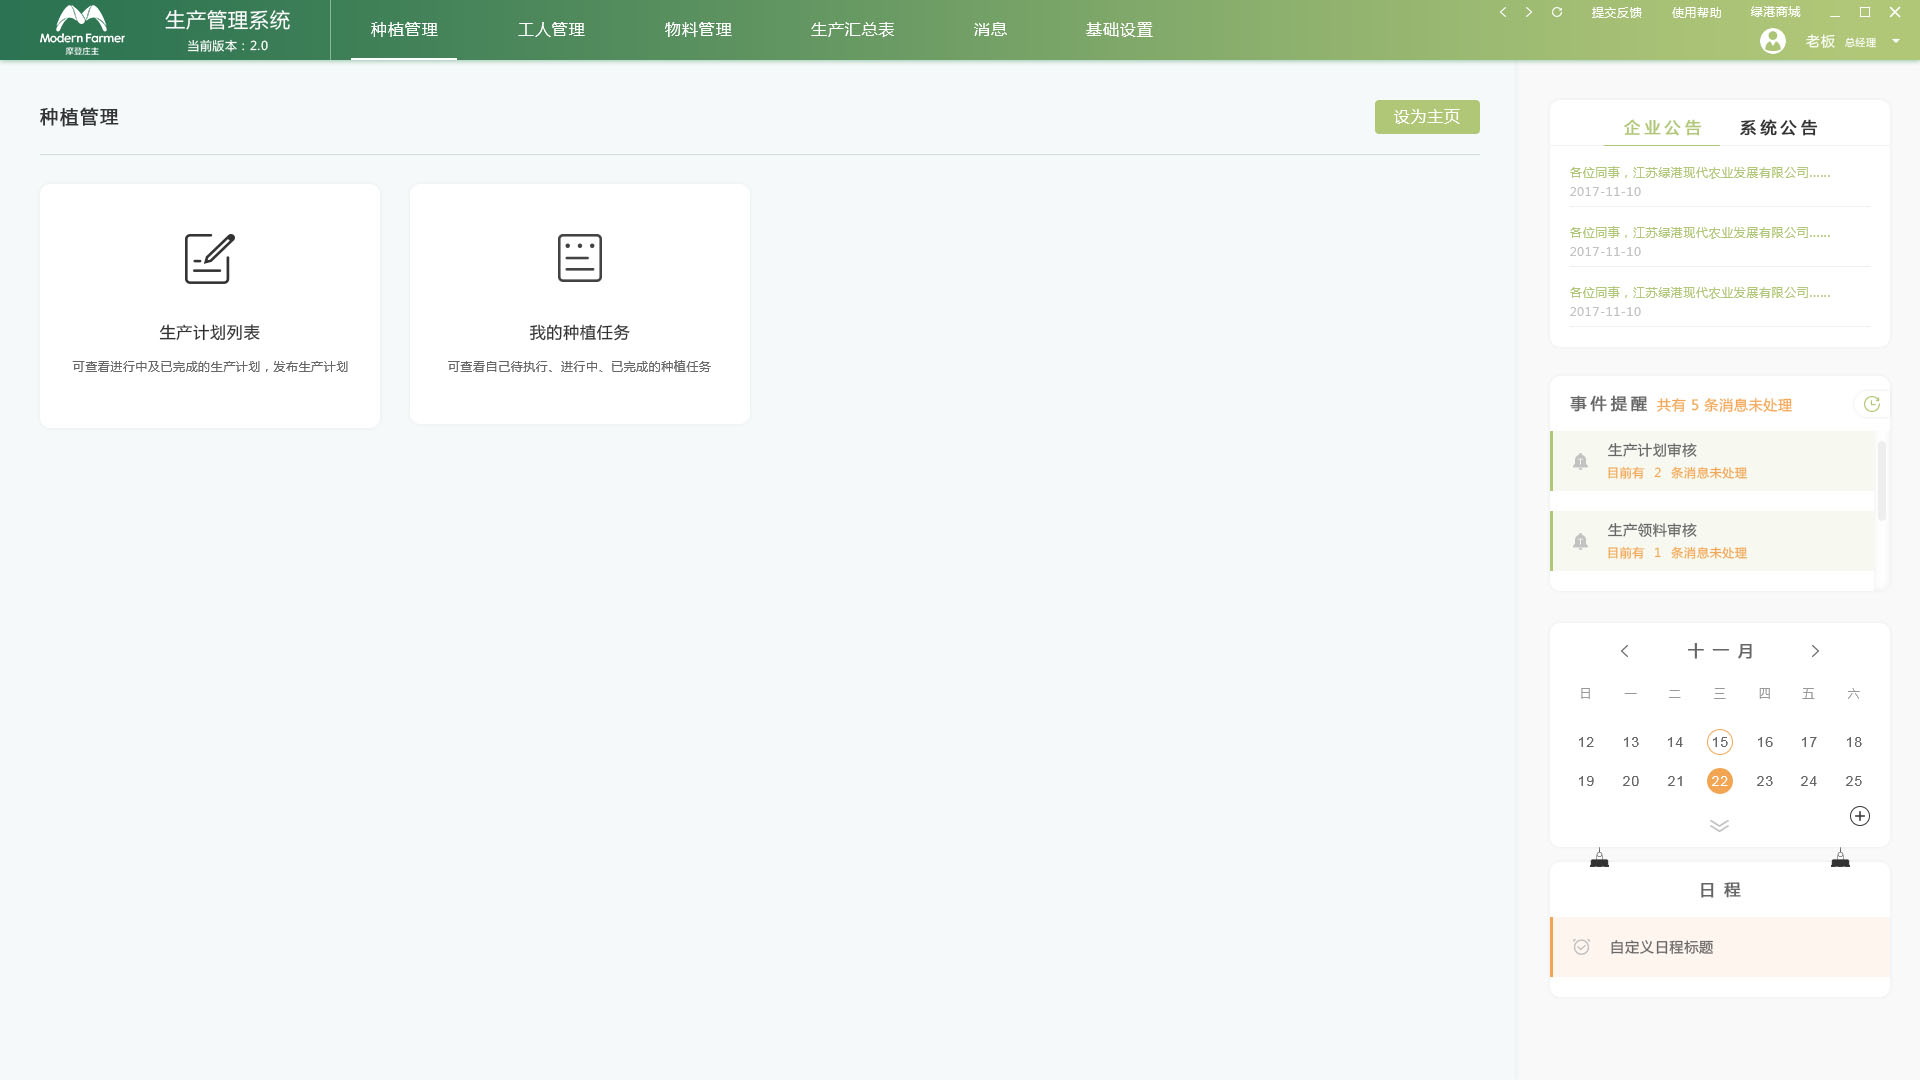 Modern Farmer
摩登庄主
生产管理系统
当前版本：2.0
种植管理
工人管理
物料管理
生产汇总表
消息
基础设置
提交反馈
使用帮助
绿港商城
老板 总经理
种植管理
设为主页
生产计划列表
可查看进行中及已完成的生产计划，发布生产计划
我的种植任务
可查看自己待执行、进行中、已完成的种植任务
企业公告
系统公告
各位同事，江苏绿港现代农业发展有限公司......
2017-11-10
各位同事，江苏绿港现代农业发展有限公司......
2017-11-10
各位同事，江苏绿港现代农业发展有限公司......
2017-11-10
事件提醒 共有 5 条消息未处理
生产计划审核
目前有 2 条消息未处理
生产领料审核
目前有 1 条消息未处理
十一月
日 一 二 三 四 五 六
12 13 14 15 16 17 18
19 20 21 22 23 24 25
日程
自定义日程标题